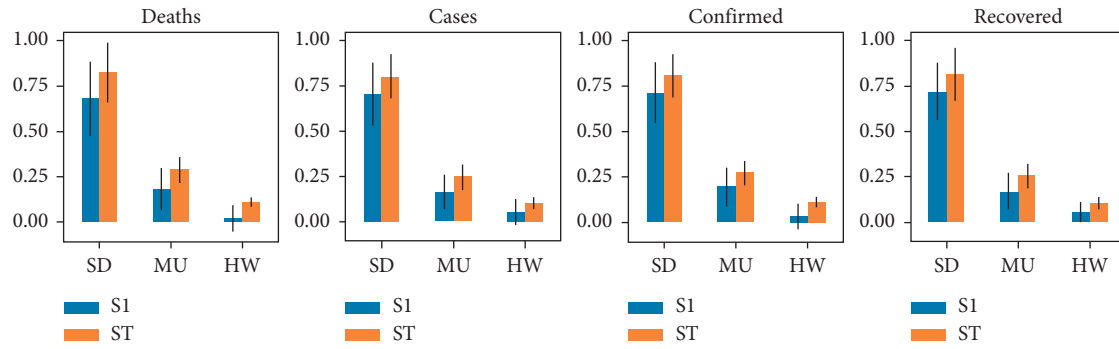 Deaths
1.00
0.75
0.50
0.25
0.00
SD MU HW
S1
ST
Cases
1.00
0.75
0.50
0.25
0.00
SD MU HW
S1
ST
Confirmed
1.00
0.75
0.50
0.25
0.00
SD MU HW
S1
ST
Recovered
1.00
0.75
0.50
0.25
0.00
SD MU HW
S1
ST